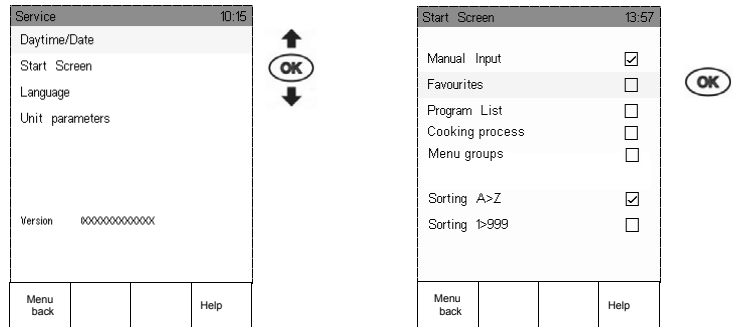 Service 10:15
Daytime/Date
Start Screen
Language
Unit parameters
Version
Menu back
Help
OK
Start Screen 13:57
Manual Input
Favourites
Program List
Cooking process
Menu groups
Sorting A>Z
Sorting 1>999
Menu back
Help
OK